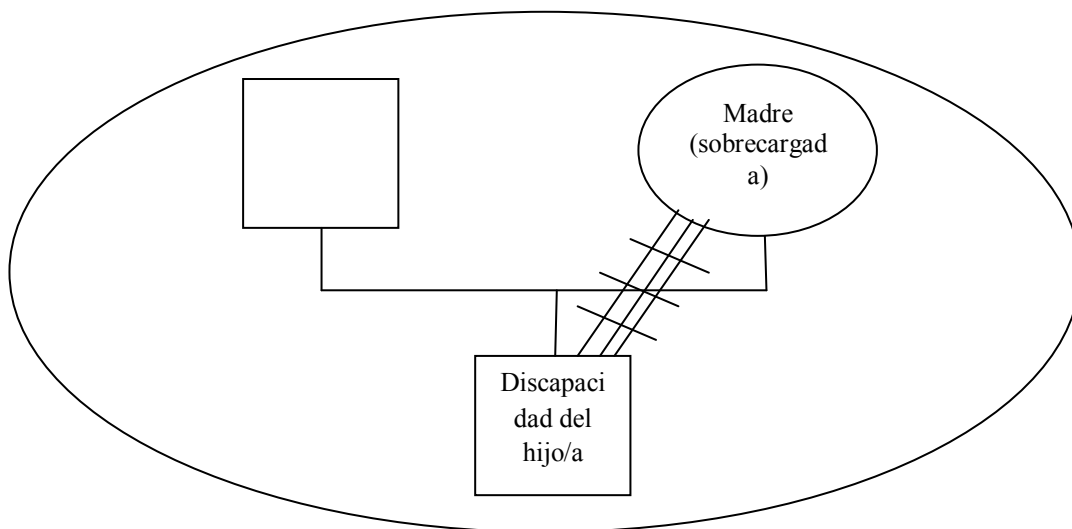 Madre
(sobrecargad
a)
Discapaci
dad del
hijo/a